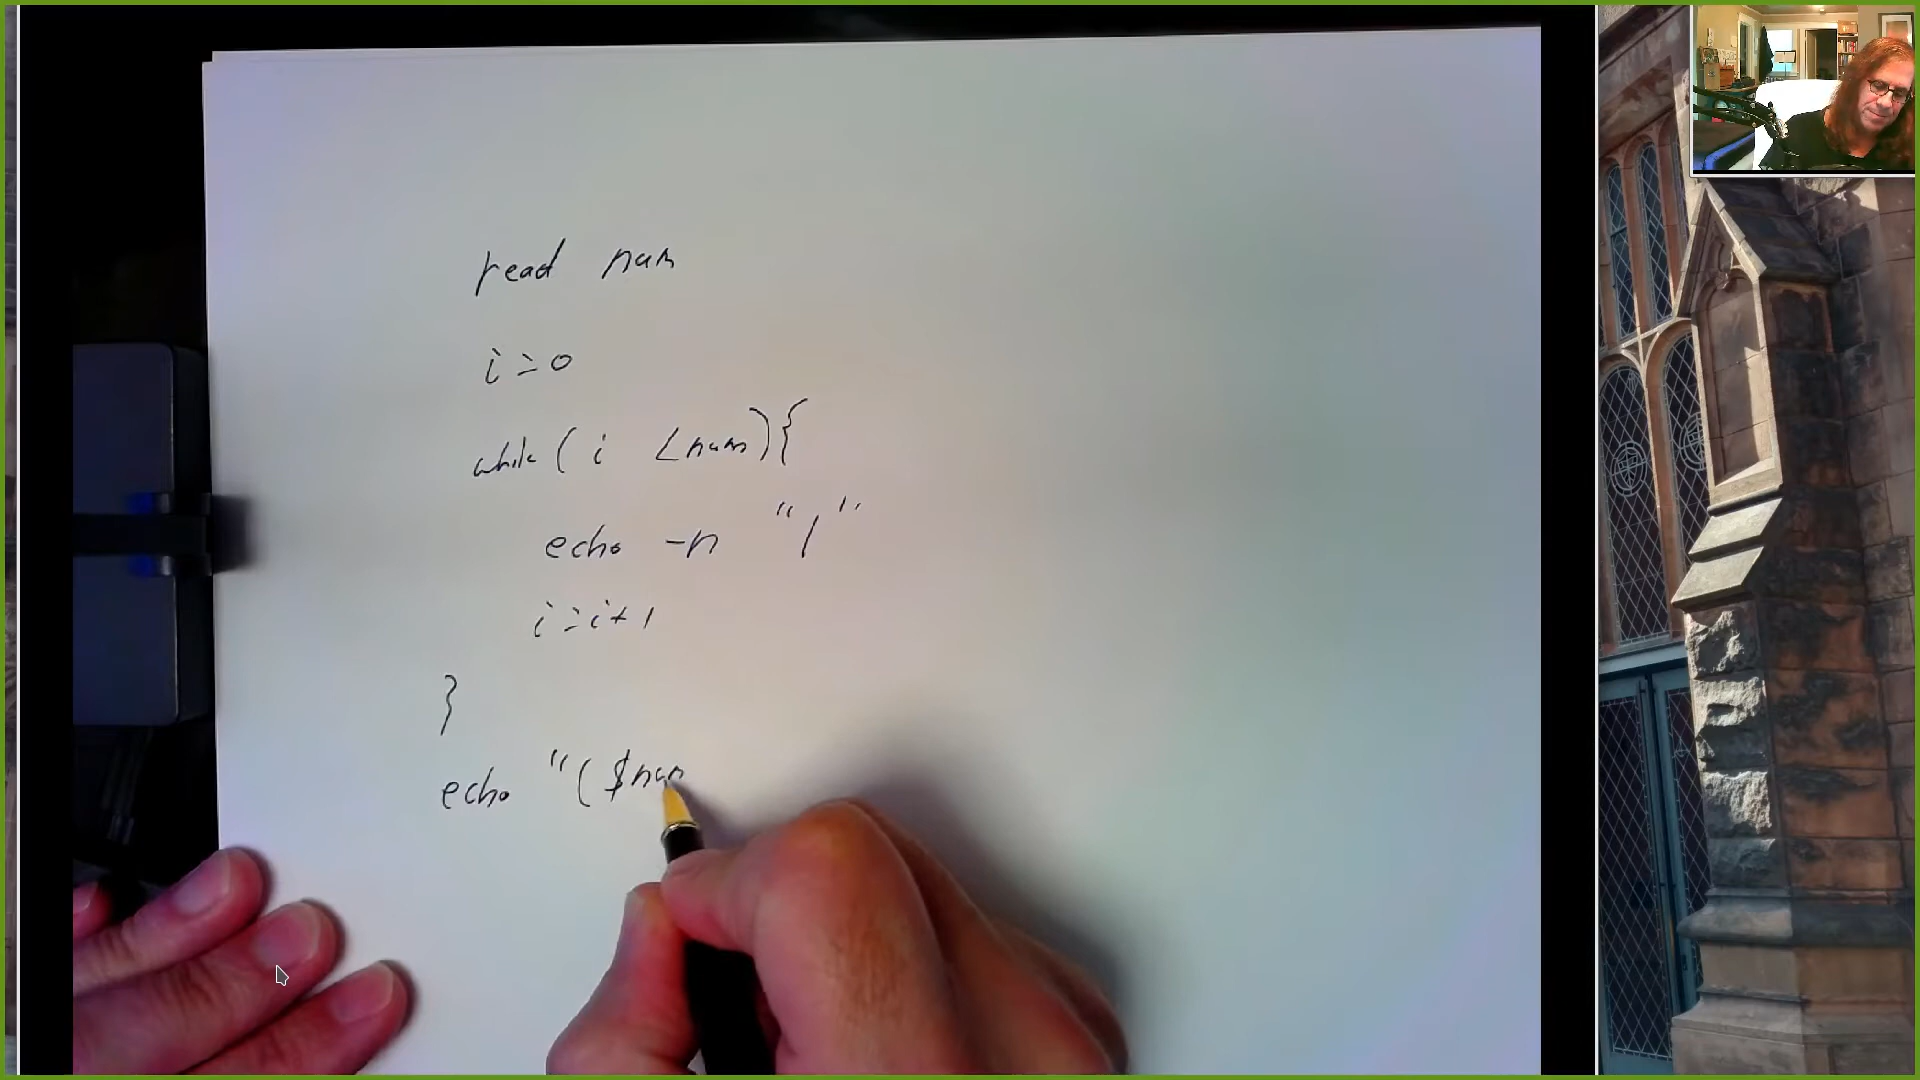 read num
i=0
while ( i < num){
echo -n "/"
i=i+1
}
echo "($num